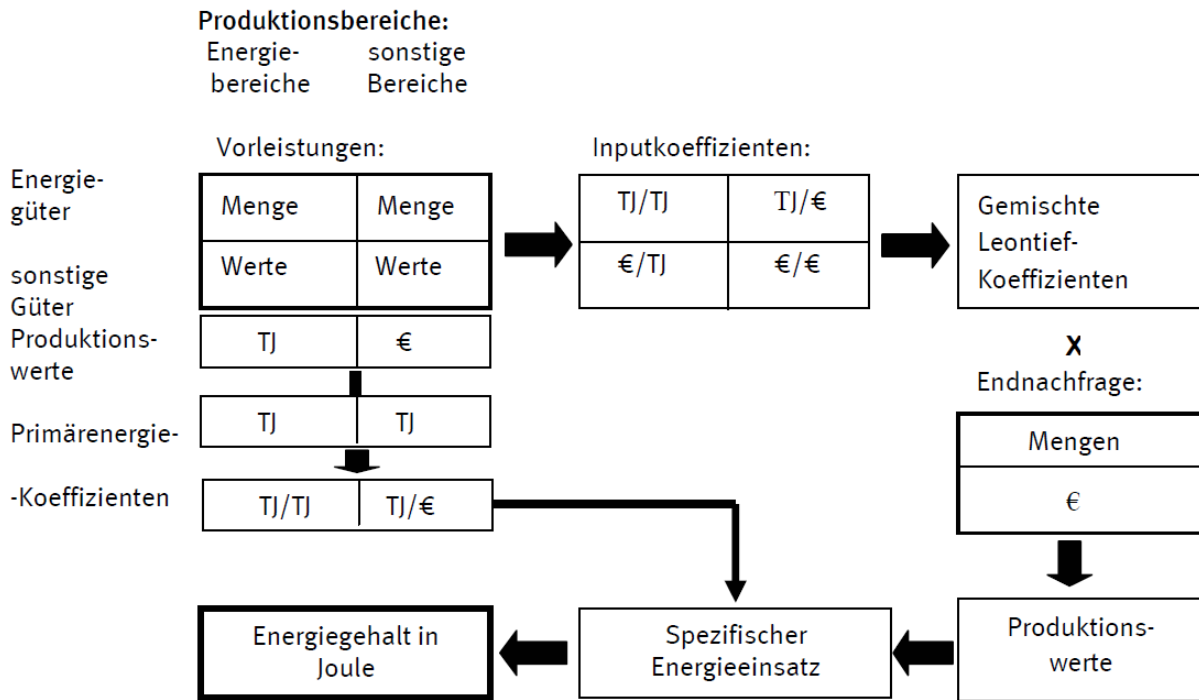 Produktionsbereiche:
Energie- sonstige
bereiche Bereiche
Vorleistungen: Inputkoeffizienten:
Energie-
güter
Menge Menge
TJ/TJ TJ/€
Gemischte
Leontief-
Koeffizienten
sonstige
Güter
Werte Werte
€/TJ €/€
Produktions-
werte
TJ €
X
Endnachfrage:
Primärenergie-
TJ TJ
Mengen
-Koeffizienten
TJ/TJ TJ/€
€
Energiegehalt in
Joule
Spezifischer
Energieeinsatz
Produktions-
werte